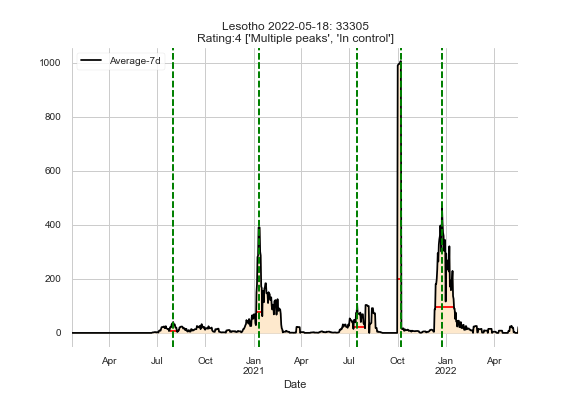 Lesotho 2022-05-18: 33305
Rating:4 ['Multiple peaks', 'In control']
Average-7d
1000
800
600
400
200
0
Apr Jul Oct Jan Apr Jul Oct Jan Apr
2021 2022
Date